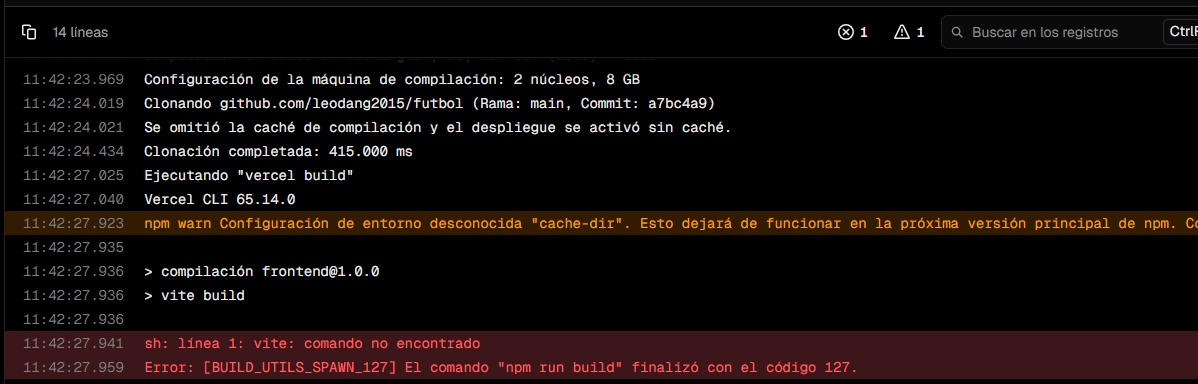 14 líneas
1
1
Buscar en los registros
11:42:23.969 Configuración de la máquina de compilación: 2 núcleos, 8 GB
11:42:24.019 Clonando github.com/leodang2015/futbol (Rama: main, Commit: a7bc4a9)
11:42:24.021 Se omitió la caché de compilación y el despliegue se activó sin caché.
11:42:24.434 Clonación completada: 415.000 ms
11:42:27.025 Ejecutando "vercel build"
11:42:27.040 Vercel CLI 65.14.0
11:42:27.923 npm warn Configuración de entorno desconocida "cache-dir". Esto dejará de funcionar en la próxima versión principal de npm.
11:42:27.935
11:42:27.936 > compilación frontend@1.0.0
11:42:27.936 > vite build
11:42:27.936
11:42:27.941 sh: línea 1: vite: comando no encontrado
11:42:27.959 Error: [BUILD_UTILS_SPAWN_127] El comando "npm run build" finalizó con el código 127.